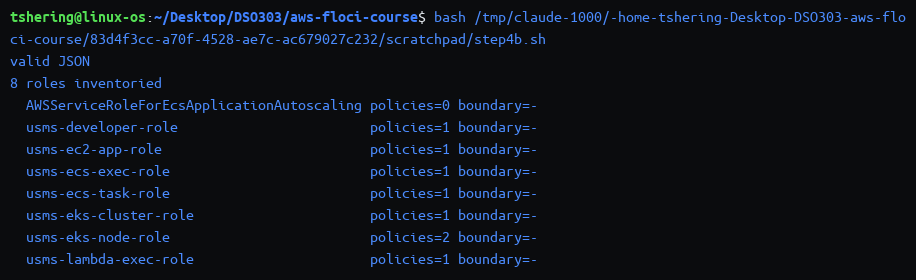 tshering@linux-os:~/Desktop/DSO303/aws-floci-course$ bash /tmp/claude-1000/-home-tshering-Desktop-DSO303-aws-flo
ci-course/83d4f3cc-a70f-4528-ae7c-ac679027c232/scratchpad/step4b.sh
valid JSON
8 roles inventoried
  AWSServiceRoleForEcsApplicationAutoscaling policies=0 boundary=-
  usms-developer-role                        policies=1 boundary=-
  usms-ec2-app-role                          policies=1 boundary=-
  usms-ecs-exec-role                         policies=1 boundary=-
  usms-ecs-task-role                         policies=1 boundary=-
  usms-eks-cluster-role                      policies=1 boundary=-
  usms-eks-node-role                         policies=2 boundary=-
  usms-lambda-exec-role                      policies=1 boundary=-